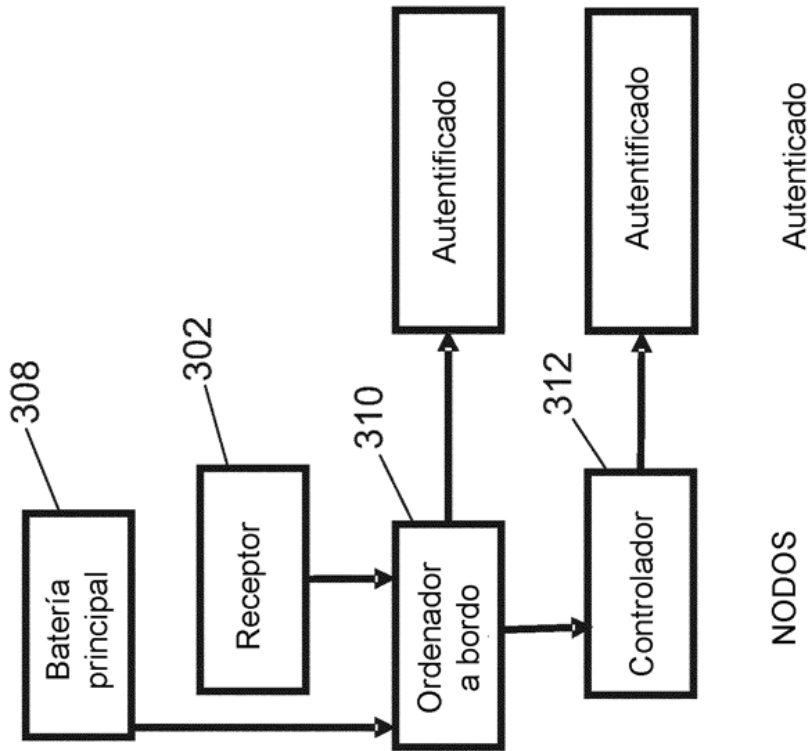 308
Batería
principal
302
Receptor
310
Ordenador
a bordo
Autentificado
312
Controlador
Autentificado
NODOS
Autenticado